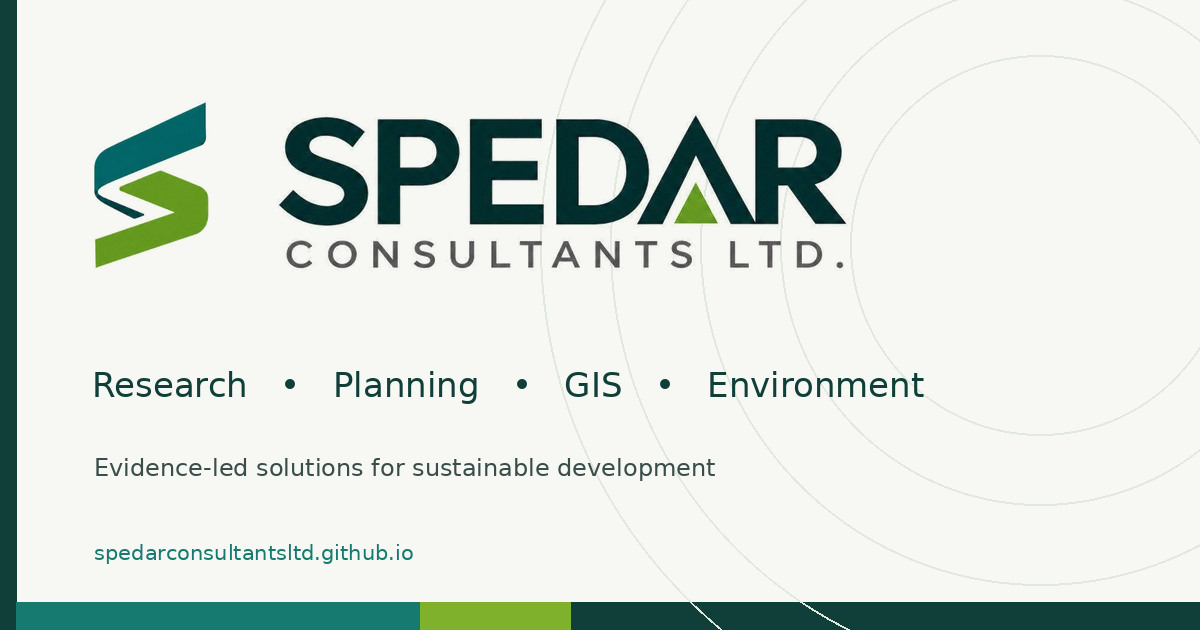 SPEDAR
CONSULTANTS LTD.
Research • Planning • GIS • Environment
Evidence-led solutions for sustainable development
spedarconsultantsltd.github.io